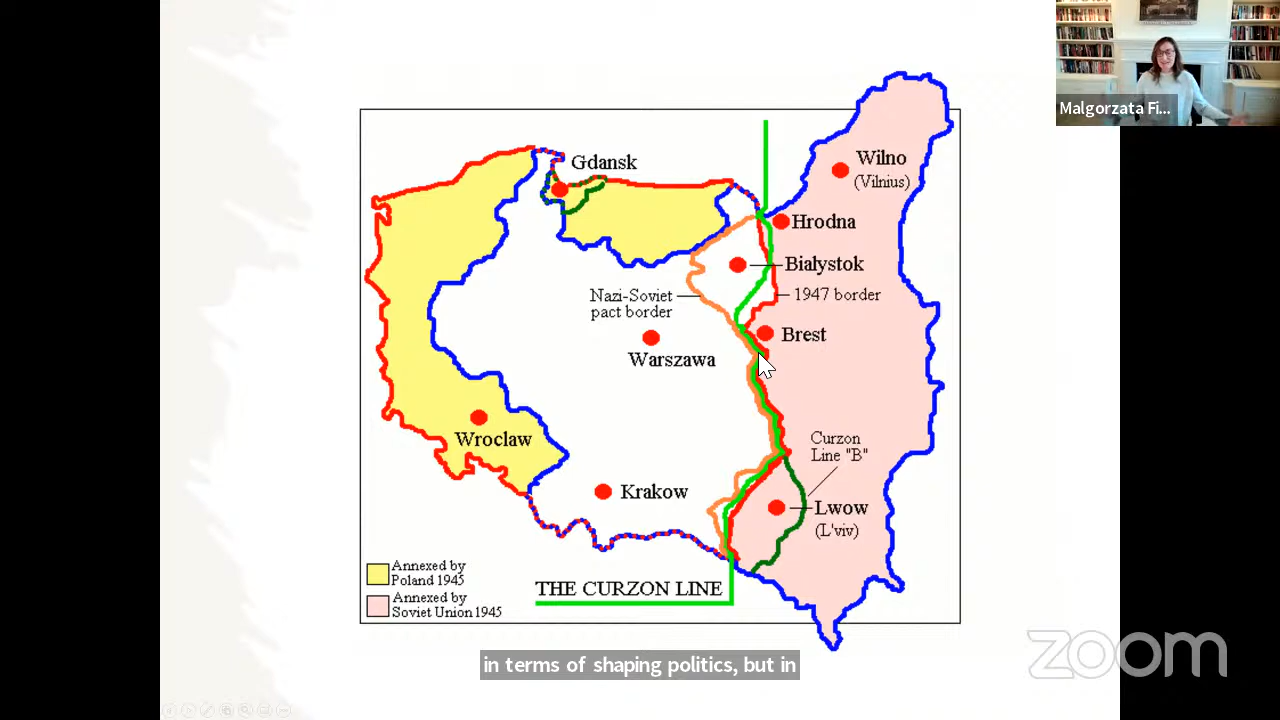 Malgorzata Fi...
Gdansk
Wilno
(Vilnius)
Hrodna
Białystok
Nazi-Soviet
pact border
1947 border
Brest
Warszawa
Curzon
Line "B"
Wroclaw
Krakow
Lwow
(L'viv)
Annexed by
Poland 1945
Annexed by
Soviet Union 1945
THE CURZON LINE
in terms of shaping politics, but in
zoom